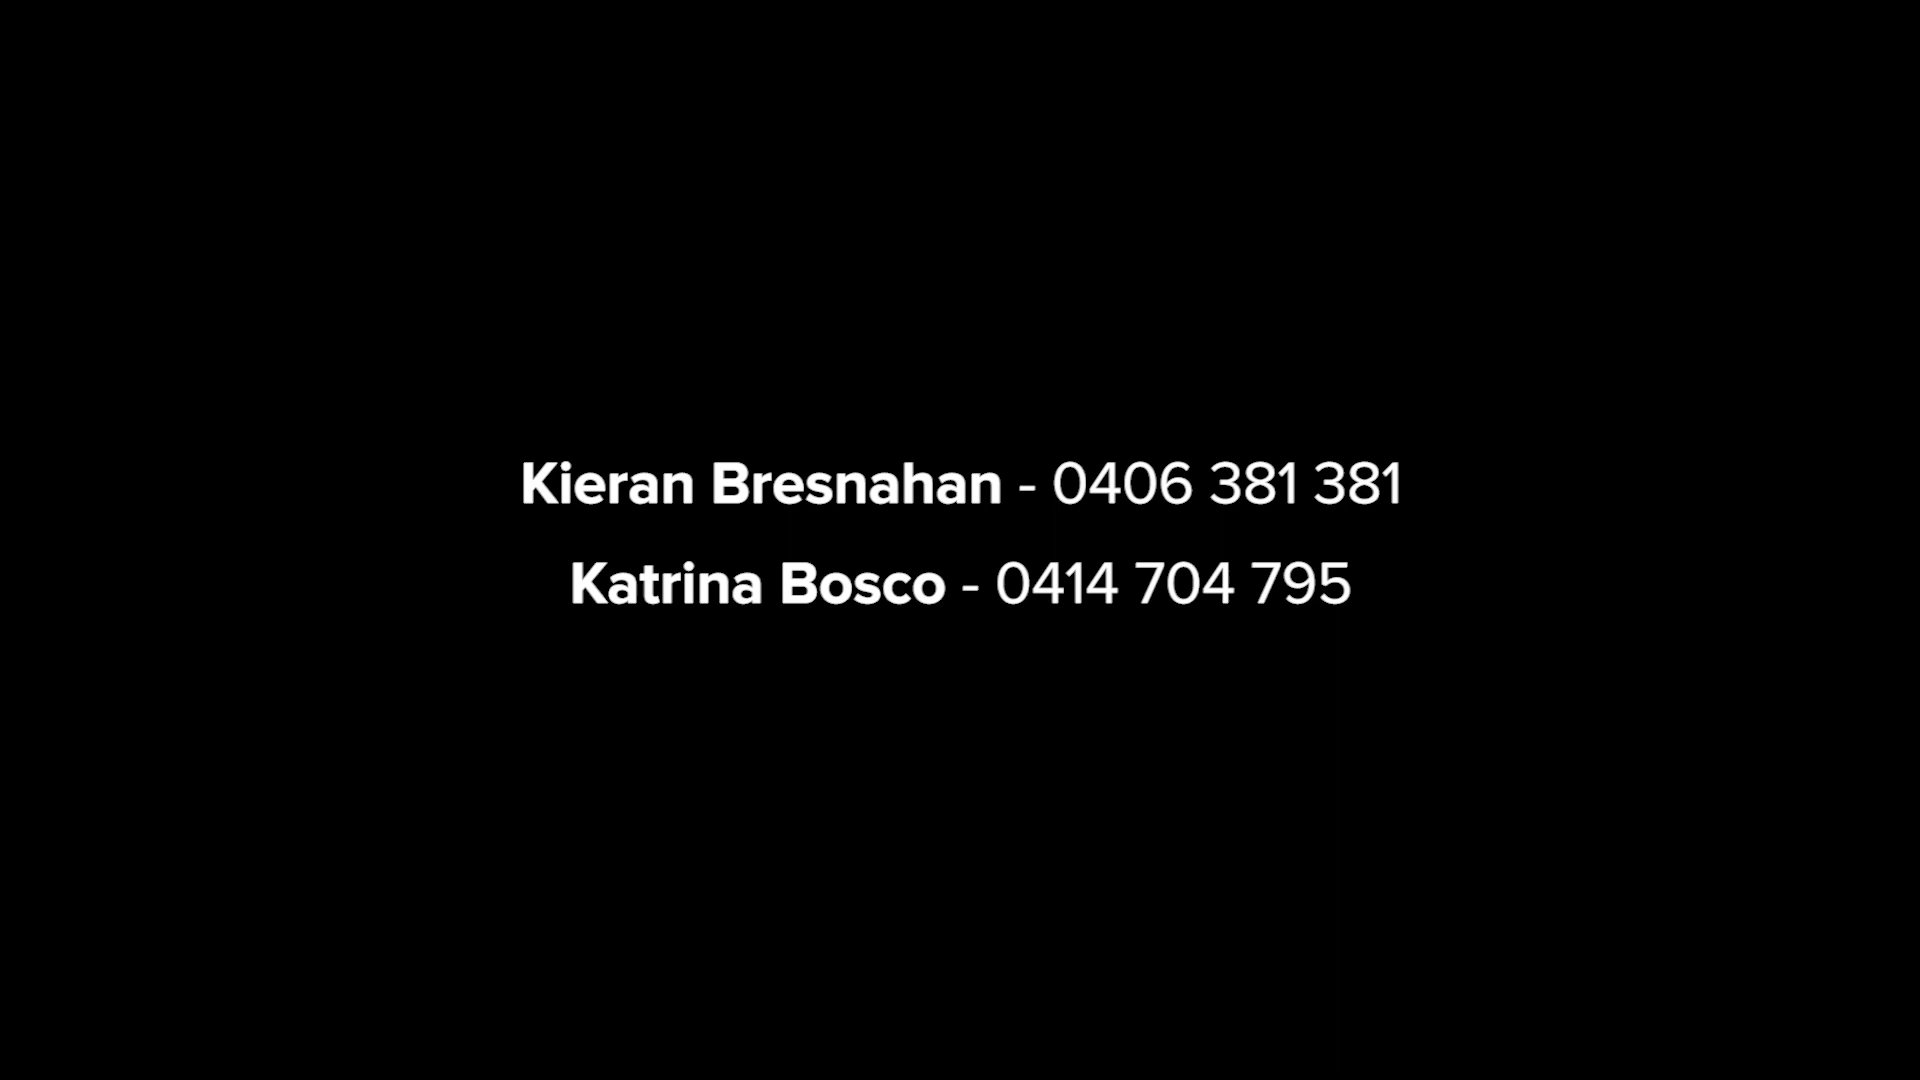 Kieran Bresnahan - 0406 381 381
Katrina Bosco - 0414 704 795